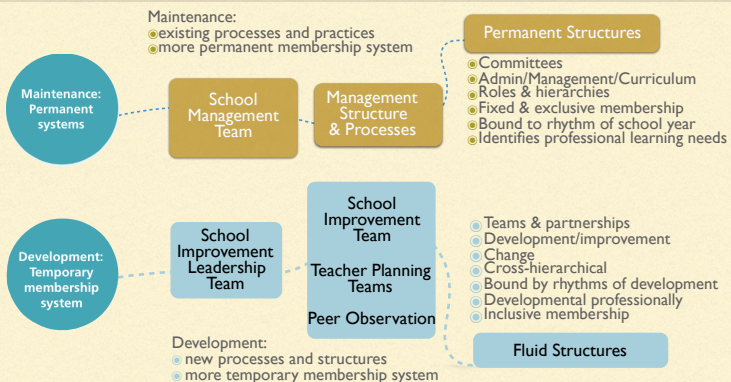 Maintenance:
existing processes and practices
more permanent membership system
Permanent Structures
Committees
Admin/Management/Curriculum
Roles & hierarchies
Fixed & exclusive membership
Bound to rhythm of school year
Identifies professional learning needs
Maintenance:
Permanent
systems
School
Management
Team
Management
Structure
& Processes
Development:
Temporary
membership
system
School
Improvement
Leadership
Team
School
Improvement
Team
Teacher Planning
Teams
Peer Observation
Teams & partnerships
Development/improvement
Change
Cross-hierarchical
Bound by rhythms of development
Developmental professionally
Inclusive membership
Fluid Structures
Development:
new processes and structures
more temporary membership system